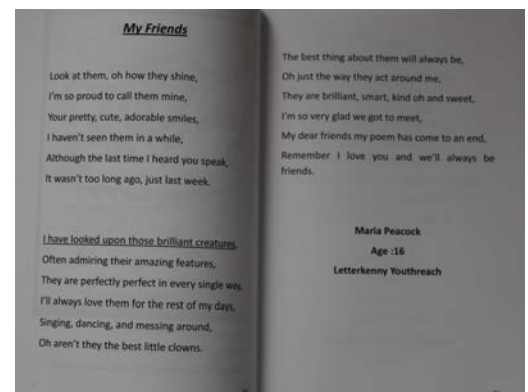 My Friends
Look at them, oh how they shine,
I'm so proud to call them mine,
Your pretty, cute, adorable smiles,
I haven't seen them in a while,
Although the last time I heard you speak,
It wasn't too long ago, just last week.
I have looked upon those brilliant creatures,
Often admiring their amazing features,
They are perfectly perfect in every single way,
I'll always love them for the rest of my days,
Singing, dancing, and messing around,
Oh aren't they the best little clowns.
The best thing about them will always be,
Oh just the way they act around me,
They are brilliant, smart, kind oh and sweet,
I'm so very glad we got to meet,
My dear friends my poem has come to an end,
Remember I love you and we'll always be
friends.
Maria Peacock
Age :16
Letterkenny Youthreach